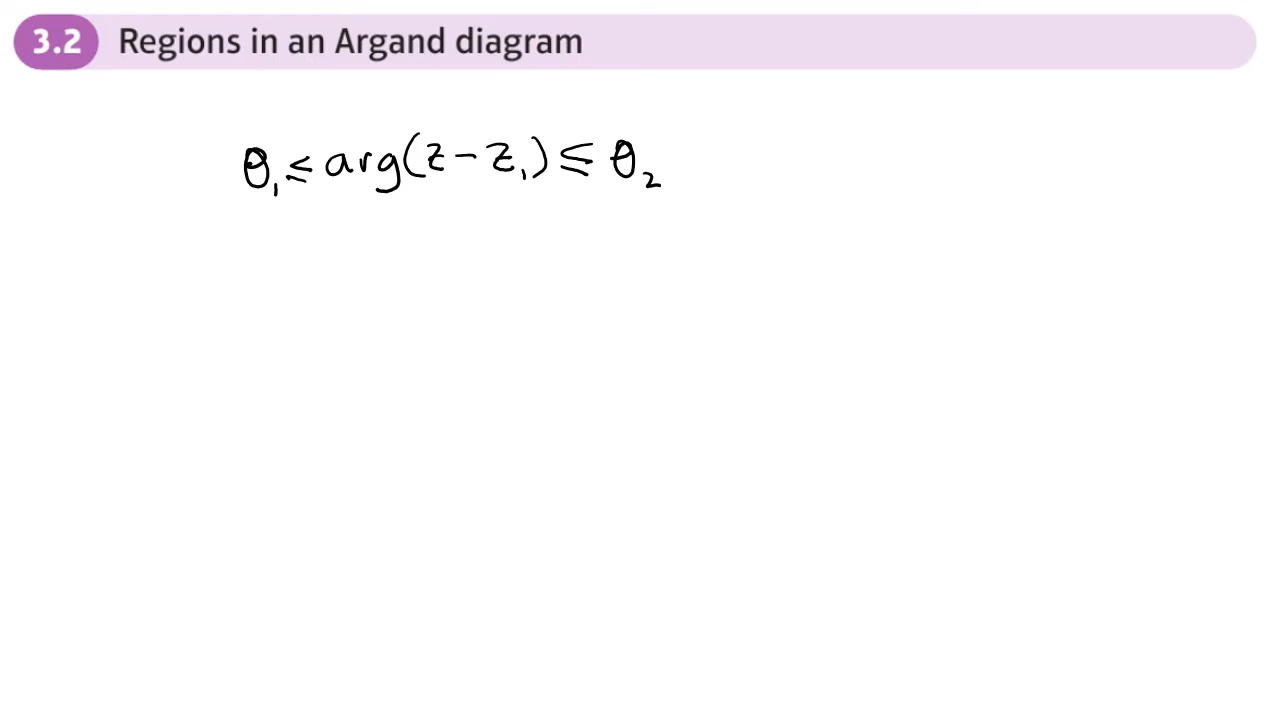 3.2 Regions in an Argand diagram
θ₁ ≤ arg(z − z₁) ≤ θ₂